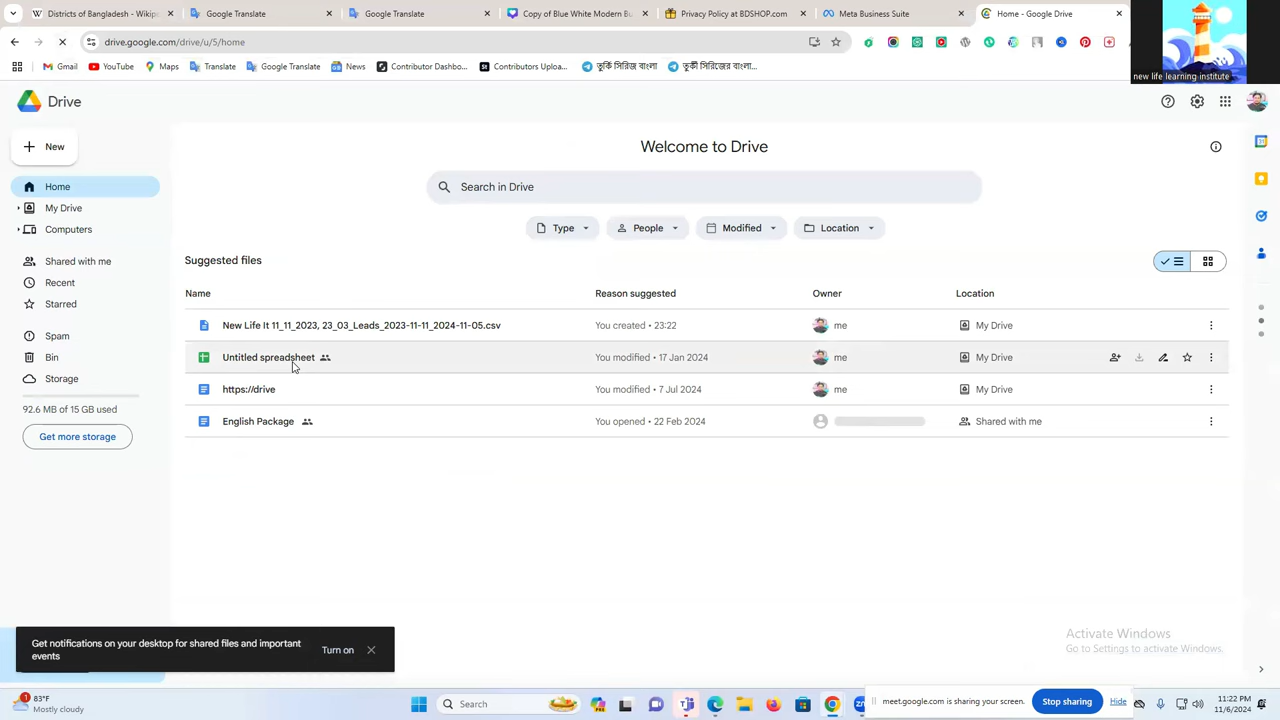 Districts of Bangladesh - Wikip
Google Translate
Google Translate
Copy of Blue White Modern Bu
Privacy Policy at BDSHOP.com
Meta Business Suite
Home - Google Drive
drive.google.com/drive/u/5/home
Gmail
YouTube
Maps
Translate
Google Translate
News
Contributor Dashbo...
Contributors Uploa...
তুর্কি সিরিজ বাংলা
তুর্কী সিরিজের বাংলা...
new life learning institute
Drive
New
Welcome to Drive
Search in Drive
Home
My Drive
Computers
Shared with me
Recent
Starred
Spam
Bin
Storage
92.6 MB of 15 GB used
Get more storage
Type
People
Modified
Location
Suggested files
Name
Reason suggested
Owner
Location
New Life It 11_11_2023, 23_03_Leads_2023-11-11_2024-11-05.csv
You created • 23:22
me
My Drive
Untitled spreadsheet
You modified • 17 Jan 2024
me
My Drive
https://drive
You modified • 7 Jul 2024
me
My Drive
English Package
You opened • 22 Feb 2024
Shared with me
Get notifications on your desktop for shared files and important
events
Turn on
Activate Windows
Go to Settings to activate Windows.
meet.google.com is sharing your screen.
Stop sharing
Hide
1
83°F
Mostly cloudy
Search
11:22 PM
11/6/2024